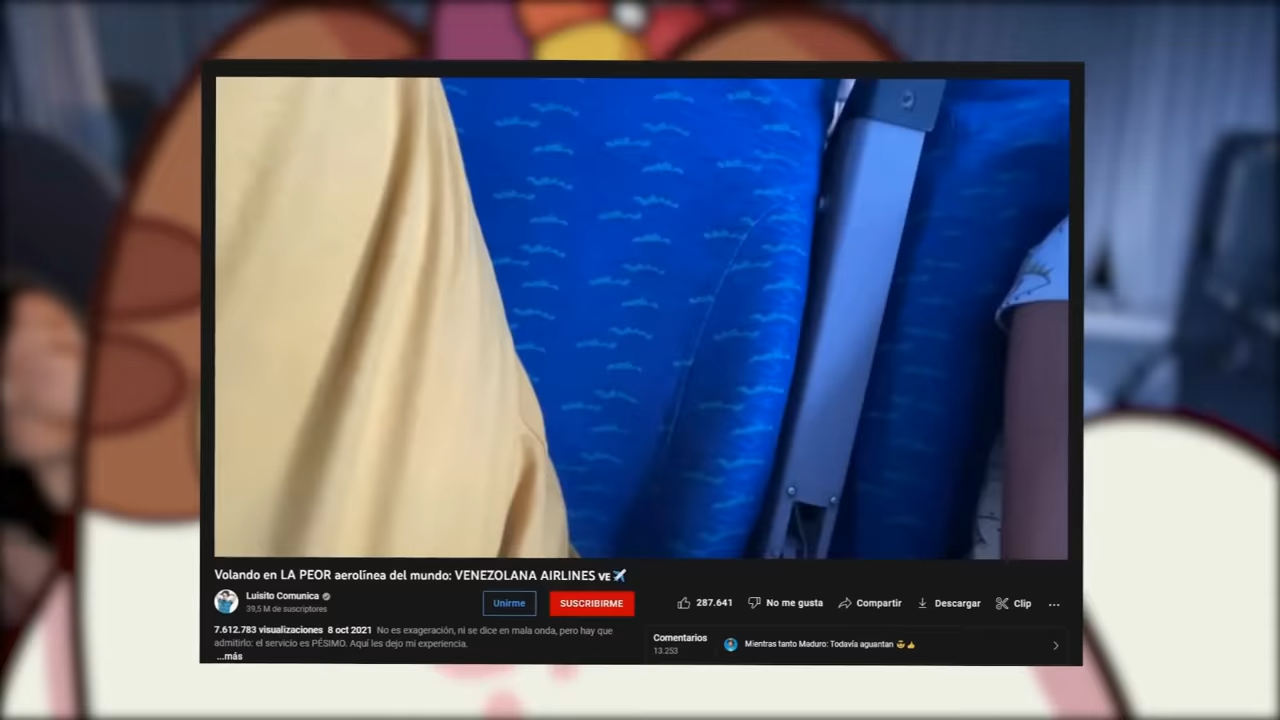 Volando en LA PEOR aerolínea del mundo: VENEZOLANA AIRLINES VE ✈️
Luisito Comunica
39,5 M de suscriptores
Unirme
SUSCRIBIRME
287.641
No me gusta
Compartir
Descargar
Clip
...
7.612.783 visualizaciones 8 oct 2021 No es exageración, ni se dice en mala onda, pero hay que
admitirlo: el servicio es PÉSIMO. Aquí les dejo mi experiencia.
...más
Comentarios
13.253
Mientras tanto Maduro: Todavía aguantan 😎👍